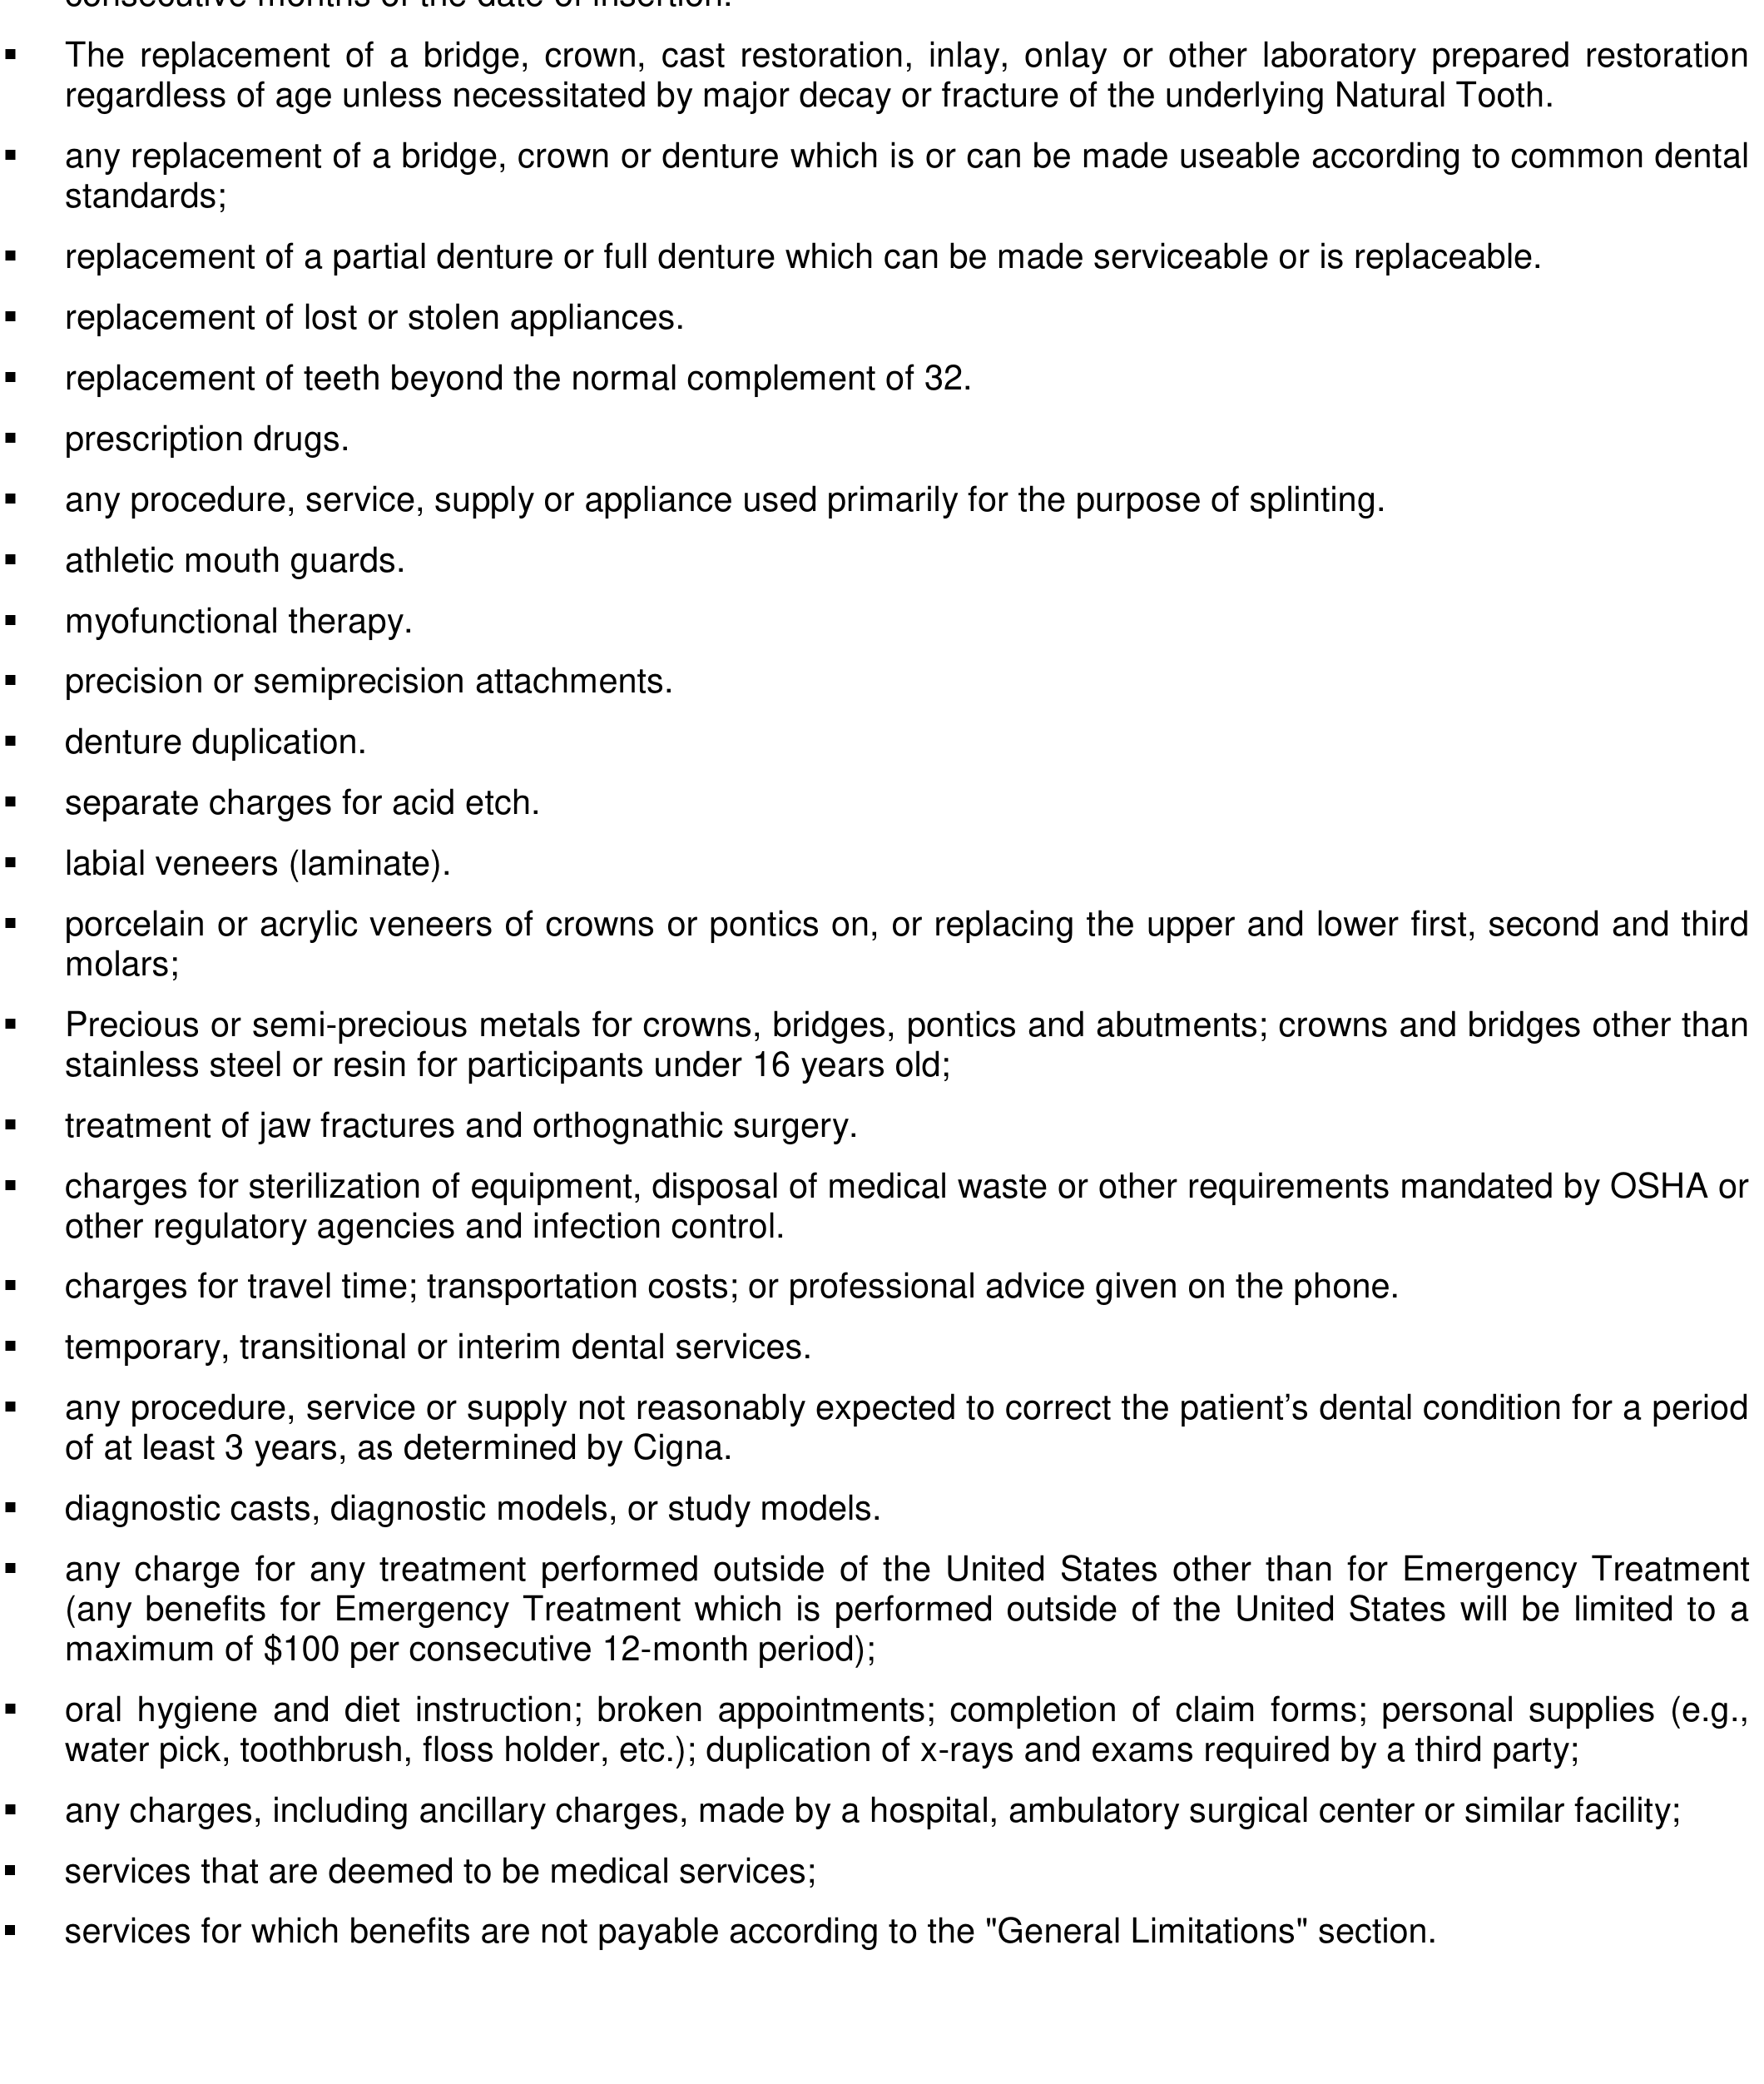 consecutive months of the date of insertion.
▪ The replacement of a bridge, crown, cast restoration, inlay, onlay or other laboratory prepared restoration
regardless of age unless necessitated by major decay or fracture of the underlying Natural Tooth.
▪ any replacement of a bridge, crown or denture which is or can be made useable according to common dental
standards;
▪ replacement of a partial denture or full denture which can be made serviceable or is replaceable.
▪ replacement of lost or stolen appliances.
▪ replacement of teeth beyond the normal complement of 32.
▪ prescription drugs.
▪ any procedure, service, supply or appliance used primarily for the purpose of splinting.
▪ athletic mouth guards.
▪ myofunctional therapy.
▪ precision or semiprecision attachments.
▪ denture duplication.
▪ separate charges for acid etch.
▪ labial veneers (laminate).
▪ porcelain or acrylic veneers of crowns or pontics on, or replacing the upper and lower first, second and third
molars;
▪ Precious or semi-precious metals for crowns, bridges, pontics and abutments; crowns and bridges other than
stainless steel or resin for participants under 16 years old;
▪ treatment of jaw fractures and orthognathic surgery.
▪ charges for sterilization of equipment, disposal of medical waste or other requirements mandated by OSHA or
other regulatory agencies and infection control.
▪ charges for travel time; transportation costs; or professional advice given on the phone.
▪ temporary, transitional or interim dental services.
▪ any procedure, service or supply not reasonably expected to correct the patient’s dental condition for a period
of at least 3 years, as determined by Cigna.
▪ diagnostic casts, diagnostic models, or study models.
▪ any charge for any treatment performed outside of the United States other than for Emergency Treatment
(any benefits for Emergency Treatment which is performed outside of the United States will be limited to a
maximum of $100 per consecutive 12-month period);
▪ oral hygiene and diet instruction; broken appointments; completion of claim forms; personal supplies (e.g.,
water pick, toothbrush, floss holder, etc.); duplication of x-rays and exams required by a third party;
▪ any charges, including ancillary charges, made by a hospital, ambulatory surgical center or similar facility;
▪ services that are deemed to be medical services;
▪ services for which benefits are not payable according to the "General Limitations" section.